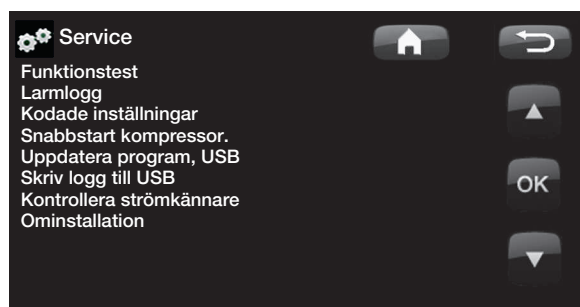 Service
Funktionstest
Larmlogg
Kodade inställningar
Snabbstart kompressor.
Uppdatera program, USB
Skriv logg till USB
Kontrollera strömkännare
Ominstallation
OK